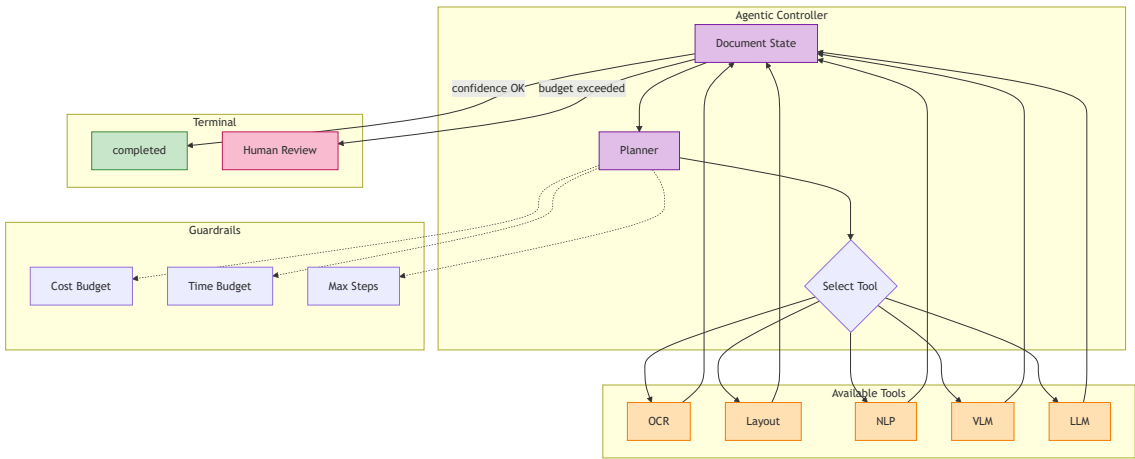 Agentic Controller
Document State
confidence OK
budget exceeded
Terminal
completed
Human Review
Planner
Guardrails
Cost Budget
Time Budget
Max Steps
Select Tool
Available Tools
OCR
Layout
NLP
VLM
LLM